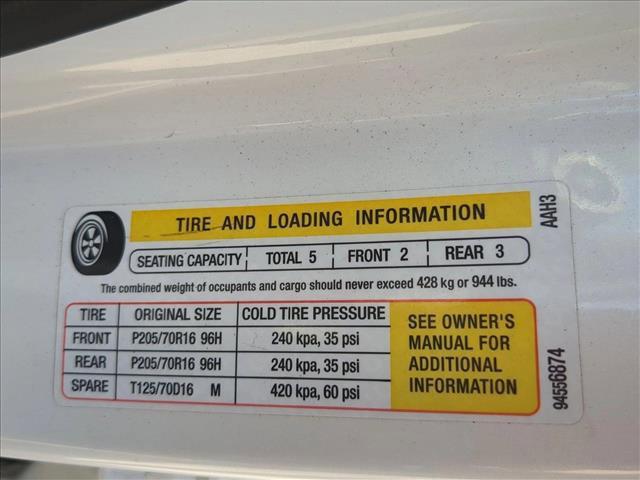 TIRE AND LOADING INFORMATION
SEATING CAPACITY TOTAL 5 FRONT 2 REAR 3
The combined weight of occupants and cargo should never exceed 428 kg or 944 lbs.
TIRE ORIGINAL SIZE COLD TIRE PRESSURE
FRONT P205/70R16 96H 240 kpa, 35 psi
REAR P205/70R16 96H 240 kpa, 35 psi
SPARE T125/70D16 M 420 kpa, 60 psi
SEE OWNER'S
MANUAL FOR
ADDITIONAL
INFORMATION
AAH3
94556874